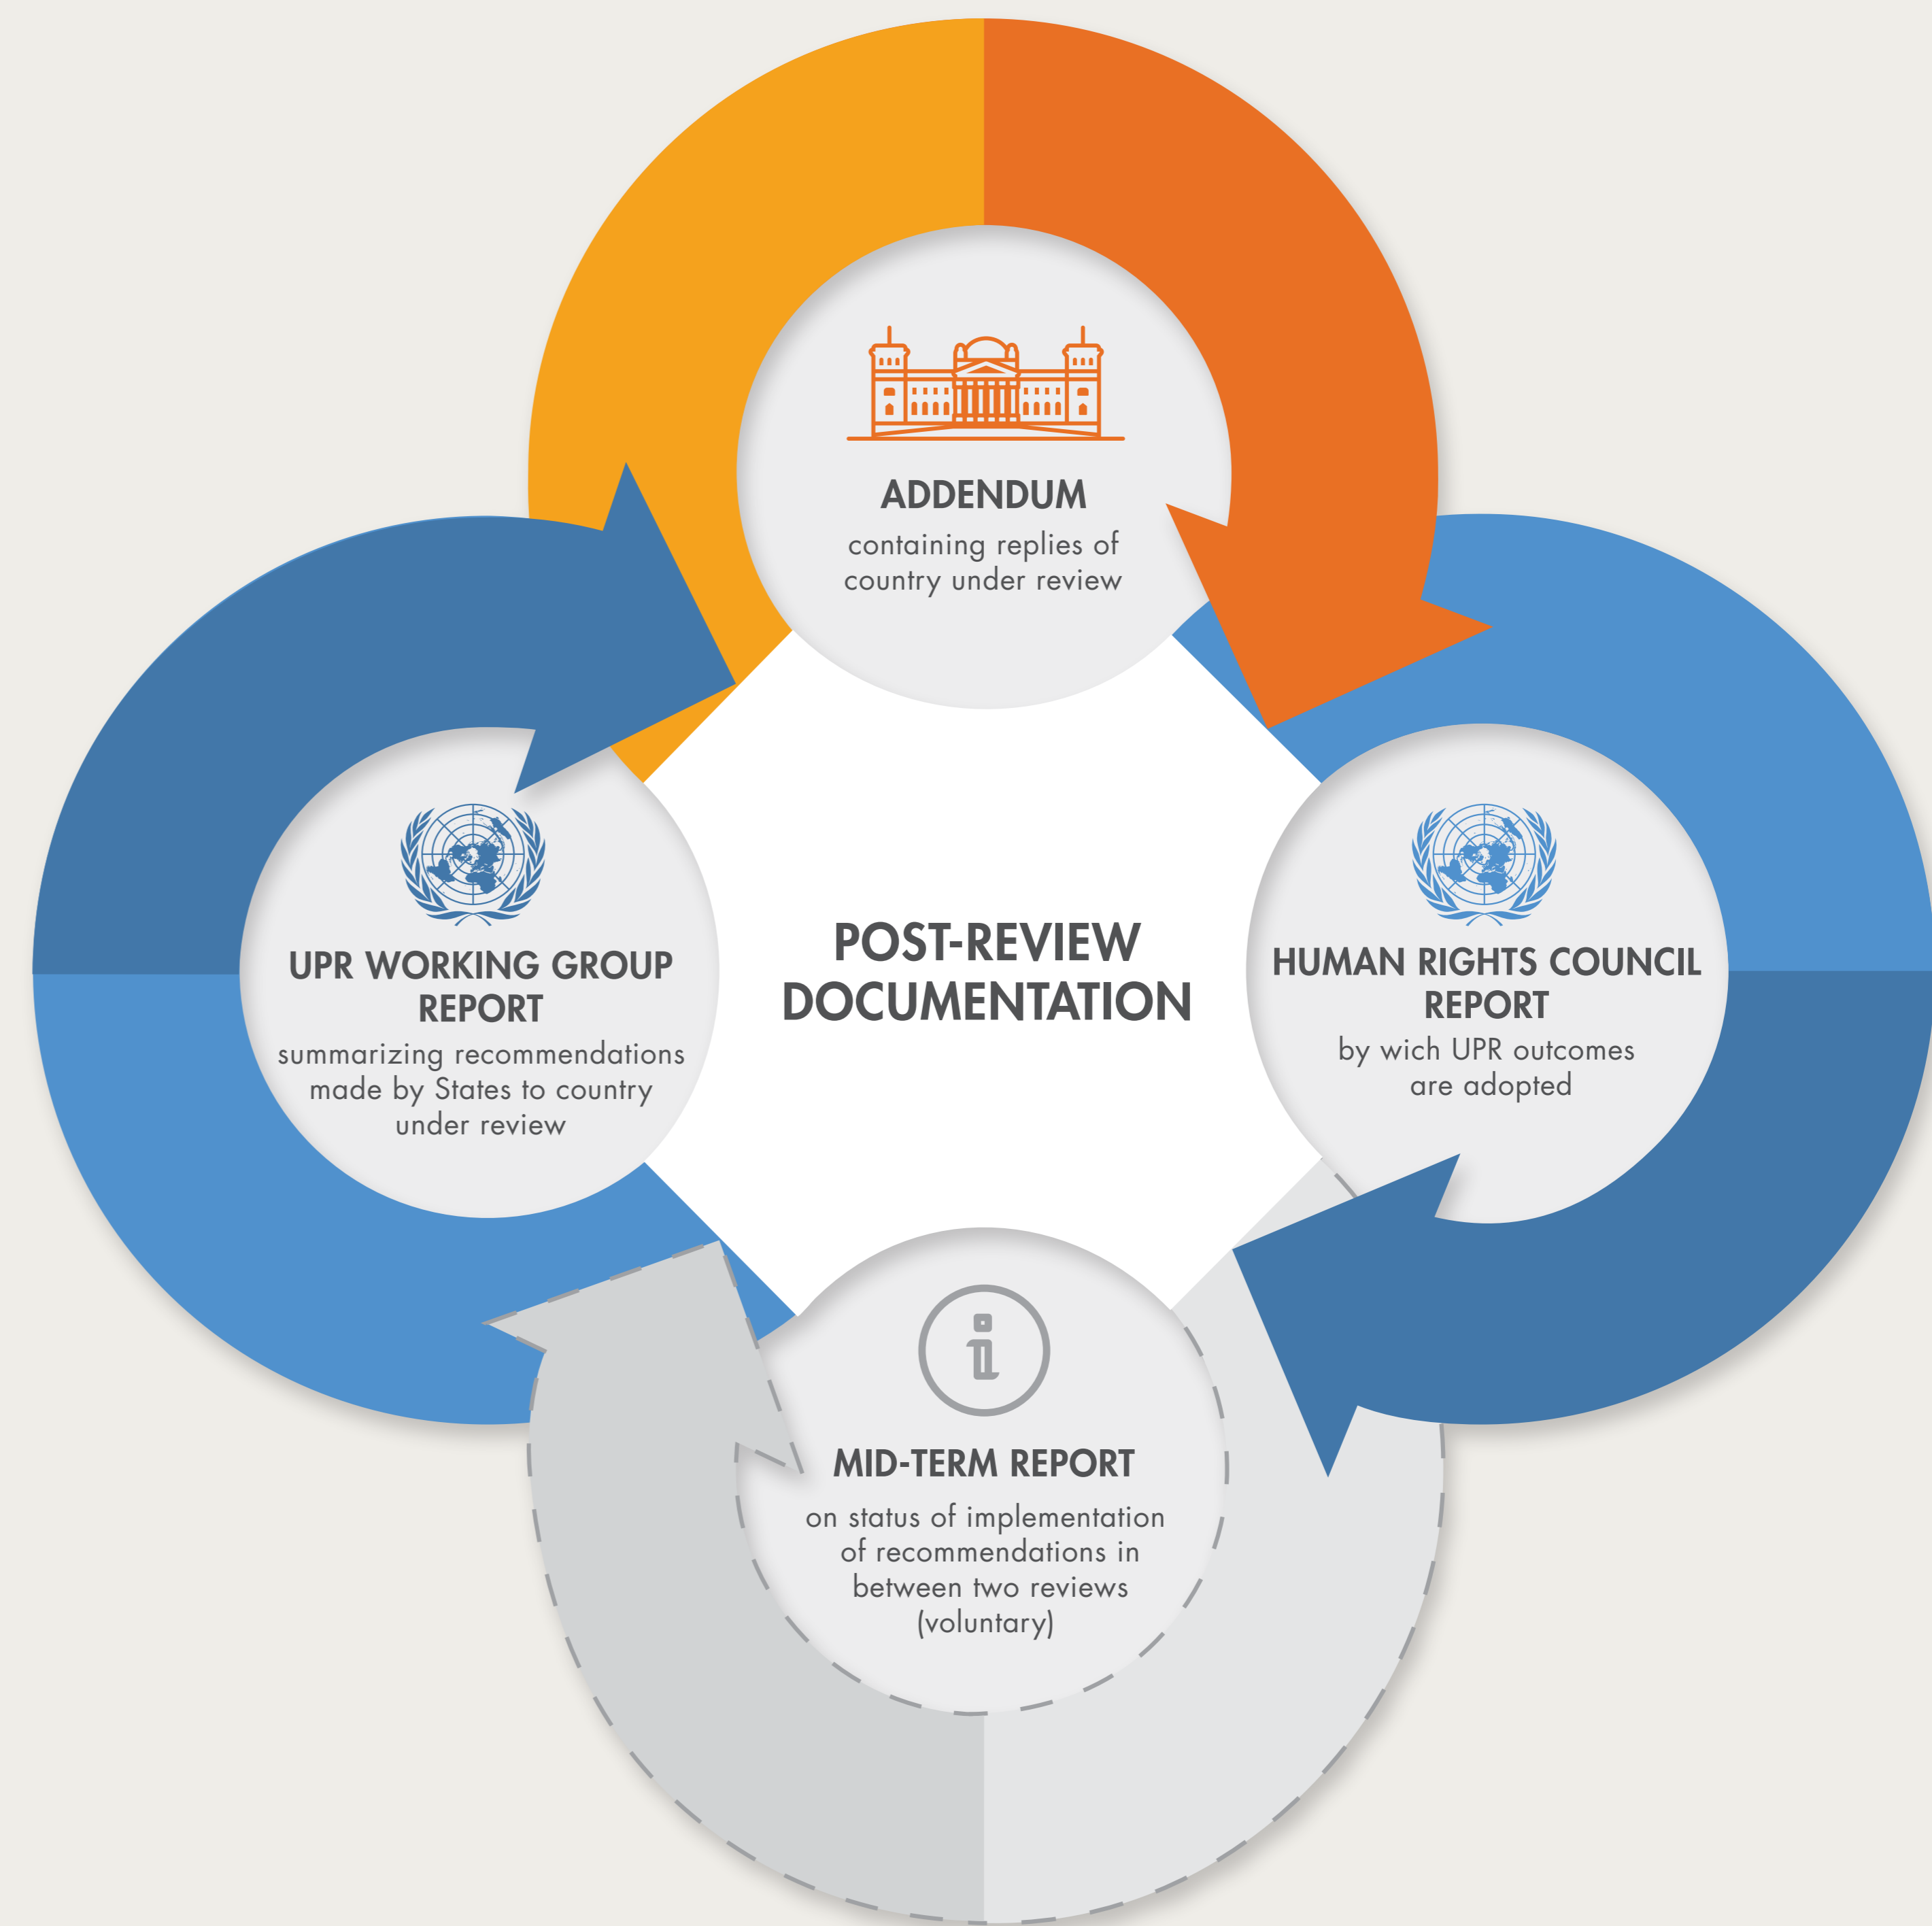 ADDENDUM
containing replies of
country under review
UPR WORKING GROUP
REPORT
summarizing recommendations
made by States to country
under review
POST-REVIEW
DOCUMENTATION
HUMAN RIGHTS COUNCIL
REPORT
by wich UPR outcomes
are adopted
MID-TERM REPORT
on status of implementation
of recommendations in
between two reviews
(voluntary)